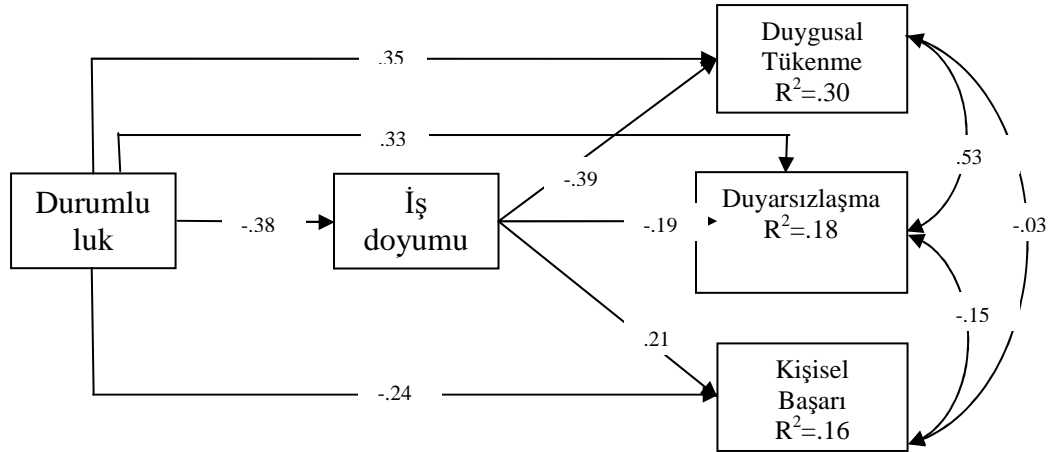 Duygusal
Tükenme
R²=.30
.35
.33
-.39
.53
Durumlu
luk
-.38
İş
doyumu
-.19
Duyarsızlaşma
R²=.18
-.03
-.15
.21
Kişisel
Başarı
R²=.16
-.24